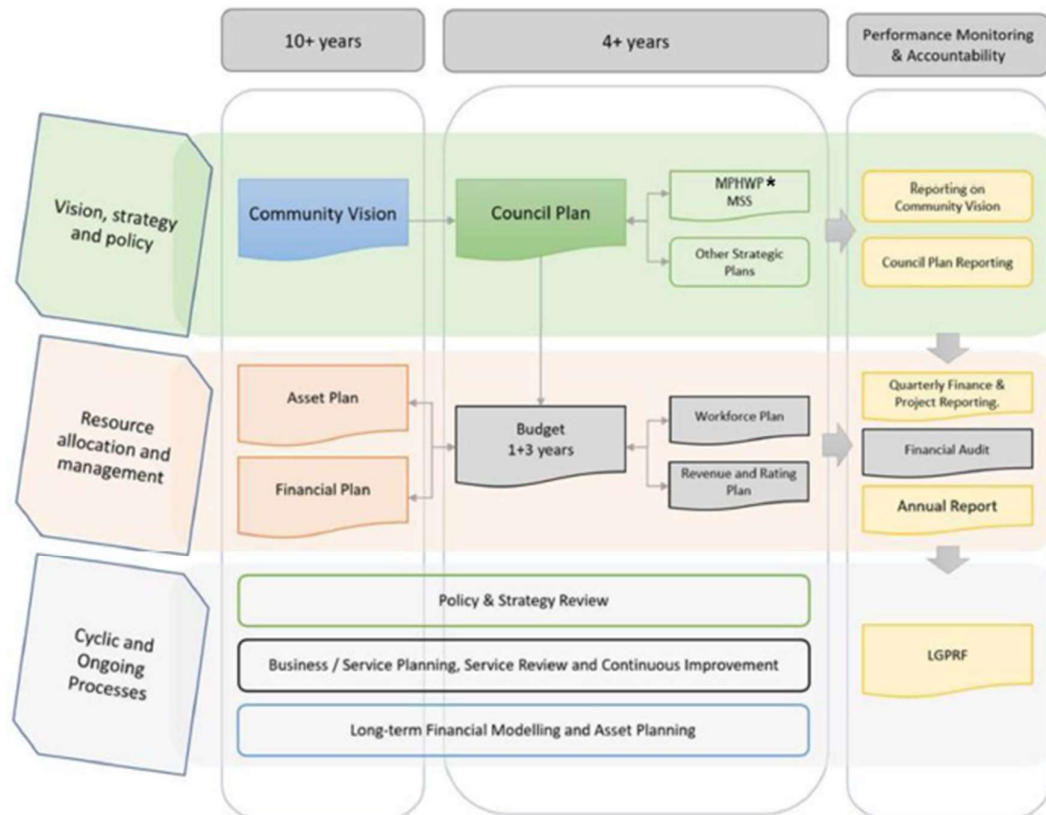 10+ years
4+ years
Performance Monitoring
& Accountability
Vision, strategy
and policy
Community Vision
Council Plan
MPHWP*
MSS
Other Strategic
Plans
Reporting on
Community Vision
Council Plan Reporting
Resource
allocation and
management
Asset Plan
Financial Plan
Budget
1+3 years
Workforce Plan
Revenue and Rating
Plan
Quarterly Finance &
Project Reporting.
Financial Audit
Annual Report
Cyclic and
Ongoing
Processes
Policy & Strategy Review
Business / Service Planning, Service Review and Continuous Improvement
Long-term Financial Modelling and Asset Planning
LGPRF